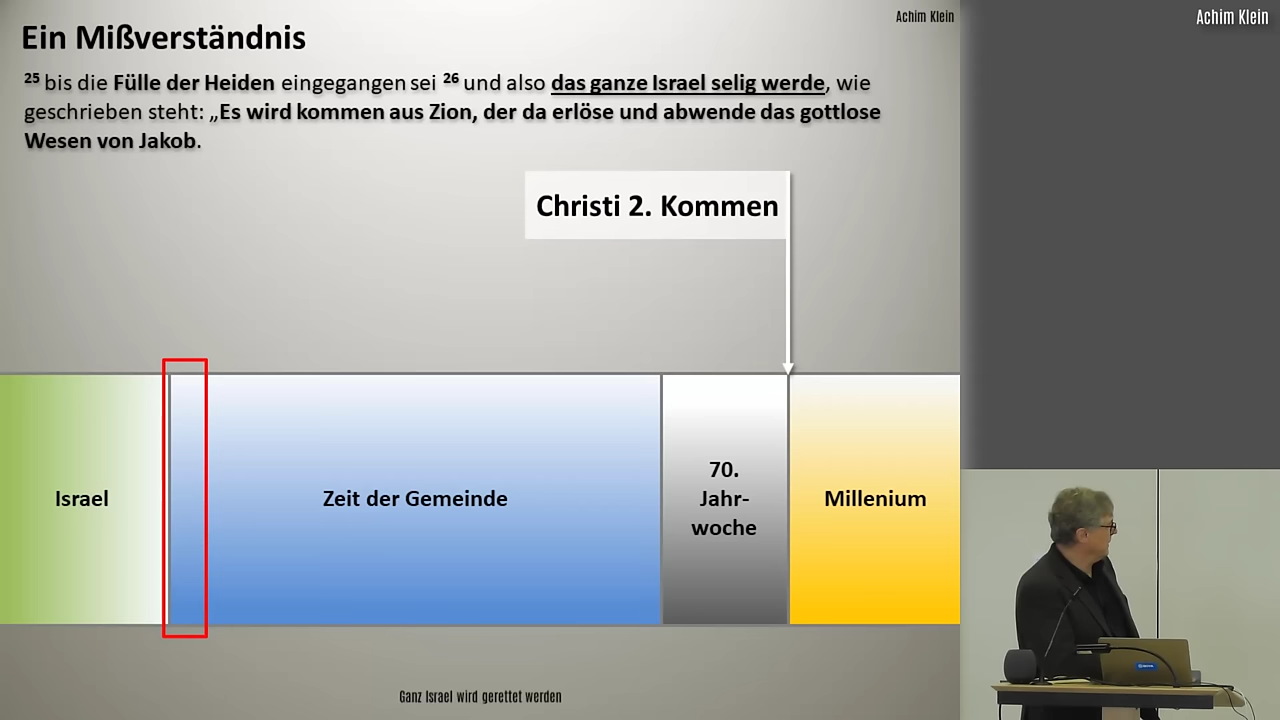 Achim Klein
Achim Klein
Ein Mißverständnis
25 bis die Fülle der Heiden eingegangen sei 26 und also das ganze Israel selig werde, wie
geschrieben steht: „Es wird kommen aus Zion, der da erlöse und abwende das gottlose
Wesen von Jakob.
Christi 2. Kommen
Israel
Zeit der Gemeinde
70.
Jahr-
woche
Millenium
Ganz Israel wird gerettet werden